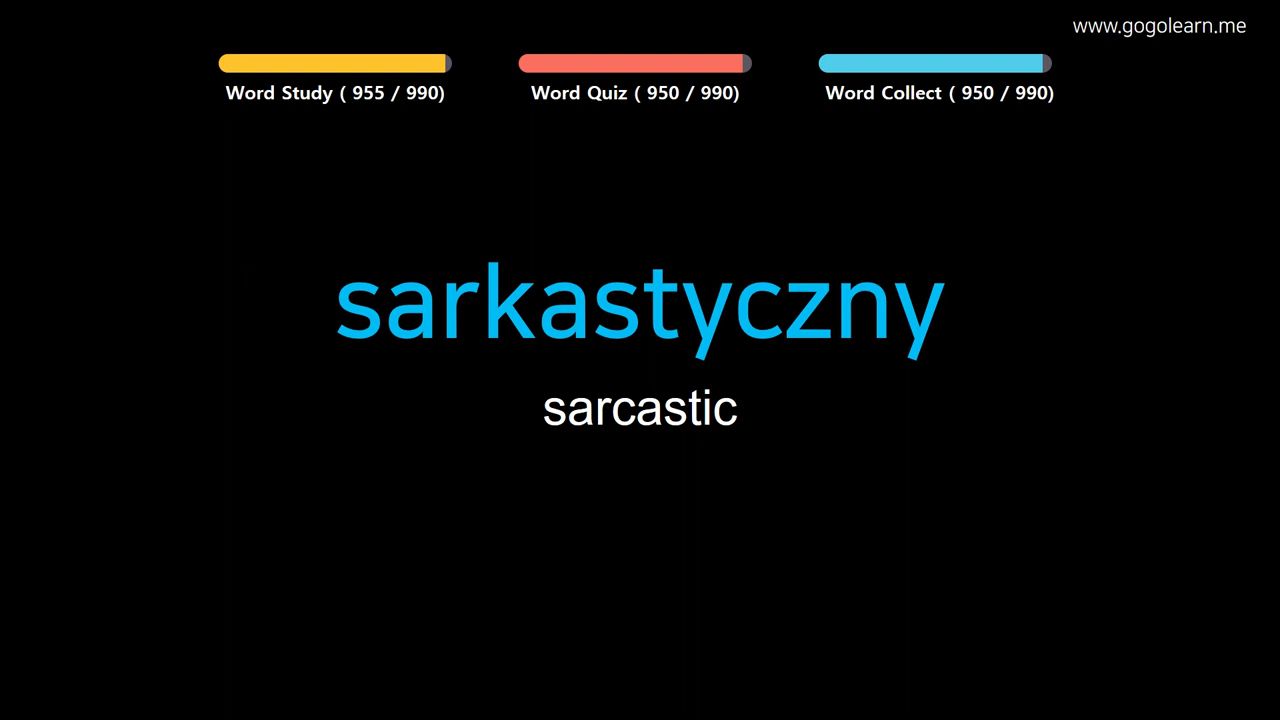 www.gogolearn.me
Word Study ( 955 / 990)
Word Quiz ( 950 / 990)
Word Collect ( 950 / 990)
sarkastyczny
sarcastic